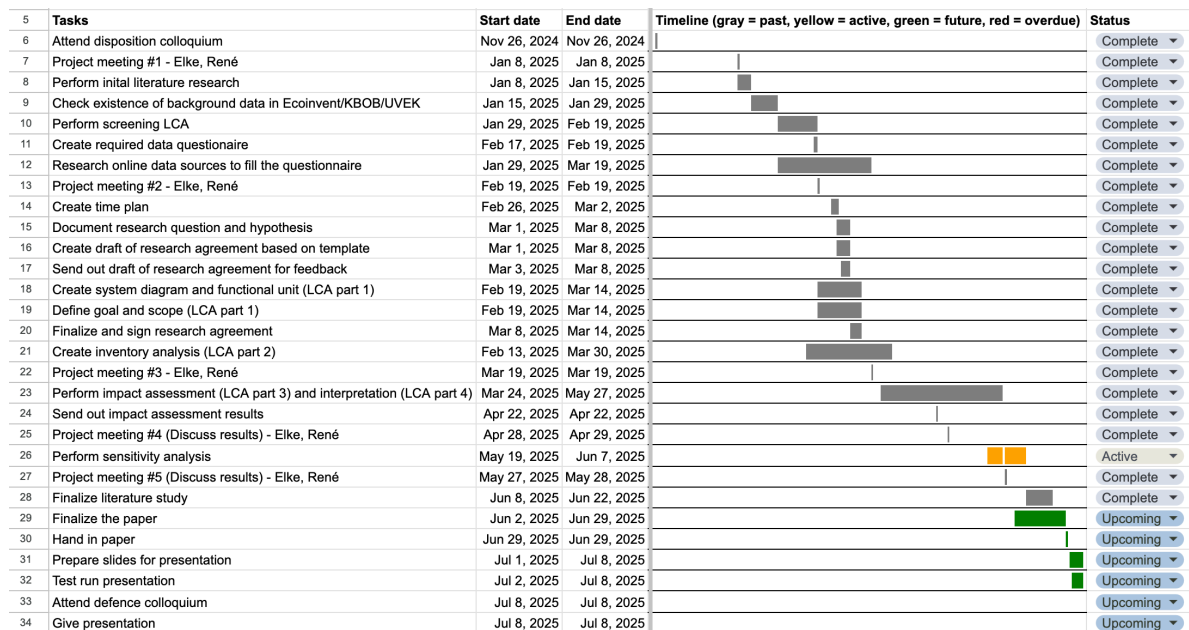 5 Tasks Start date End date Timeline (gray = past, yellow = active, green = future, red = overdue) Status
6 Attend disposition colloquium Nov 26, 2024 Nov 26, 2024 Complete
7 Project meeting #1 - Elke, René Jan 8, 2025 Jan 8, 2025 Complete
8 Perform inital literature research Jan 8, 2025 Jan 15, 2025 Complete
9 Check existence of background data in Ecoinvent/KBOB/UVEK Jan 15, 2025 Jan 29, 2025 Complete
10 Perform screening LCA Jan 29, 2025 Feb 19, 2025 Complete
11 Create required data questionaire Feb 17, 2025 Feb 19, 2025 Complete
12 Research online data sources to fill the questionnaire Jan 29, 2025 Mar 19, 2025 Complete
13 Project meeting #2 - Elke, René Feb 19, 2025 Feb 19, 2025 Complete
14 Create time plan Feb 26, 2025 Mar 2, 2025 Complete
15 Document research question and hypothesis Mar 1, 2025 Mar 8, 2025 Complete
16 Create draft of research agreement based on template Mar 1, 2025 Mar 8, 2025 Complete
17 Send out draft of research agreement for feedback Mar 3, 2025 Mar 8, 2025 Complete
18 Create system diagram and functional unit (LCA part 1) Feb 19, 2025 Mar 14, 2025 Complete
19 Define goal and scope (LCA part 1) Feb 19, 2025 Mar 14, 2025 Complete
20 Finalize and sign research agreement Mar 8, 2025 Mar 14, 2025 Complete
21 Create inventory analysis (LCA part 2) Feb 13, 2025 Mar 30, 2025 Complete
22 Project meeting #3 - Elke, René Mar 19, 2025 Mar 19, 2025 Complete
23 Perform impact assessment (LCA part 3) and interpretation (LCA part 4) Mar 24, 2025 May 27, 2025 Complete
24 Send out impact assessment results Apr 22, 2025 Apr 22, 2025 Complete
25 Project meeting #4 (Discuss results) - Elke, René Apr 28, 2025 Apr 29, 2025 Complete
26 Perform sensitivity analysis May 19, 2025 Jun 7, 2025 Active
27 Project meeting #5 (Discuss results) - Elke, René May 27, 2025 May 28, 2025 Complete
28 Finalize literature study Jun 8, 2025 Jun 22, 2025 Complete
29 Finalize the paper Jun 2, 2025 Jun 29, 2025 Upcoming
30 Hand in paper Jun 29, 2025 Jun 29, 2025 Upcoming
31 Prepare slides for presentation Jul 1, 2025 Jul 8, 2025 Upcoming
32 Test run presentation Jul 2, 2025 Jul 8, 2025 Upcoming
33 Attend defence colloquium Jul 8, 2025 Jul 8, 2025 Upcoming
34 Give presentation Jul 8, 2025 Jul 8, 2025 Upcoming